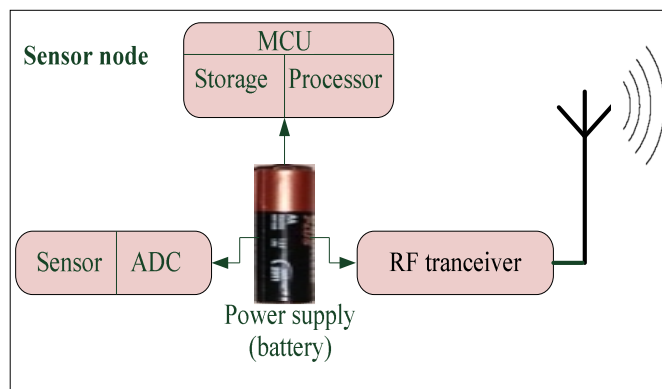 Sensor node
MCU
Storage
Processor
Sensor
ADC
RF tranceiver
Power supply
(battery)